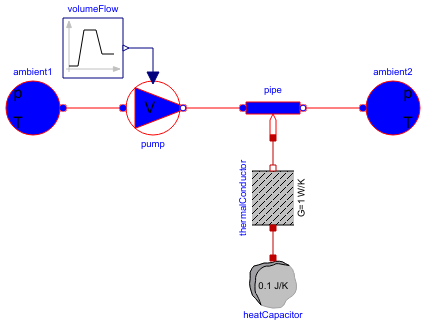 volumeFlow
ambient1
p
T
V
pump
pipe
ambient2
p
T
thermalConductor
G=1 W/K
0.1 J/K
heatCapacitor